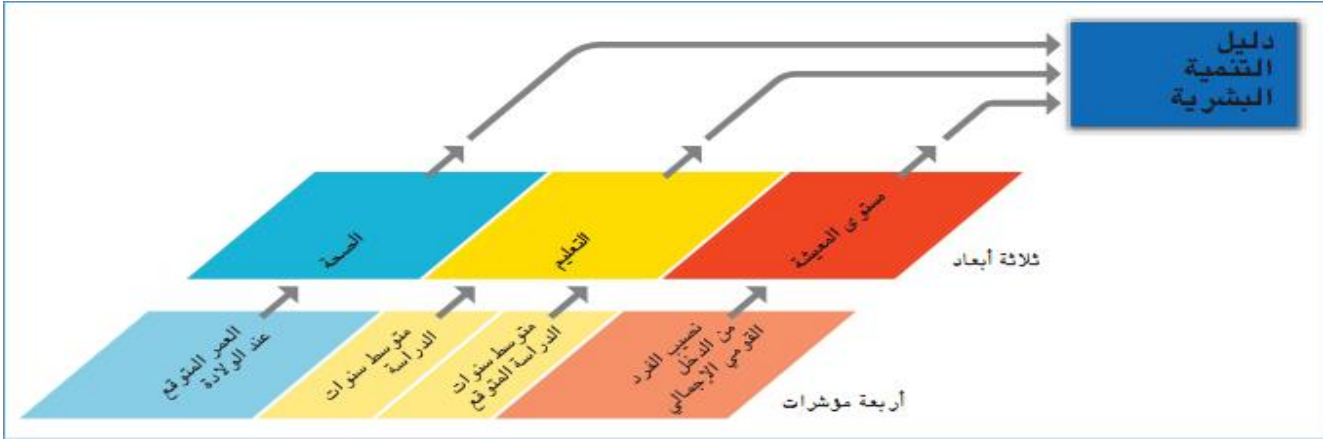 دليل
التنمية
البشرية
مستوى المعيشة
التعليم
الصحة
ثلاثة أبعاد
نصيب الفرد
من الدخل
القومي الإجمالي
متوسط سنوات
الدراسة المتوقع
متوسط سنوات
الدراسة
العمر المتوقع
عند الولادة
أربعة مؤشرات